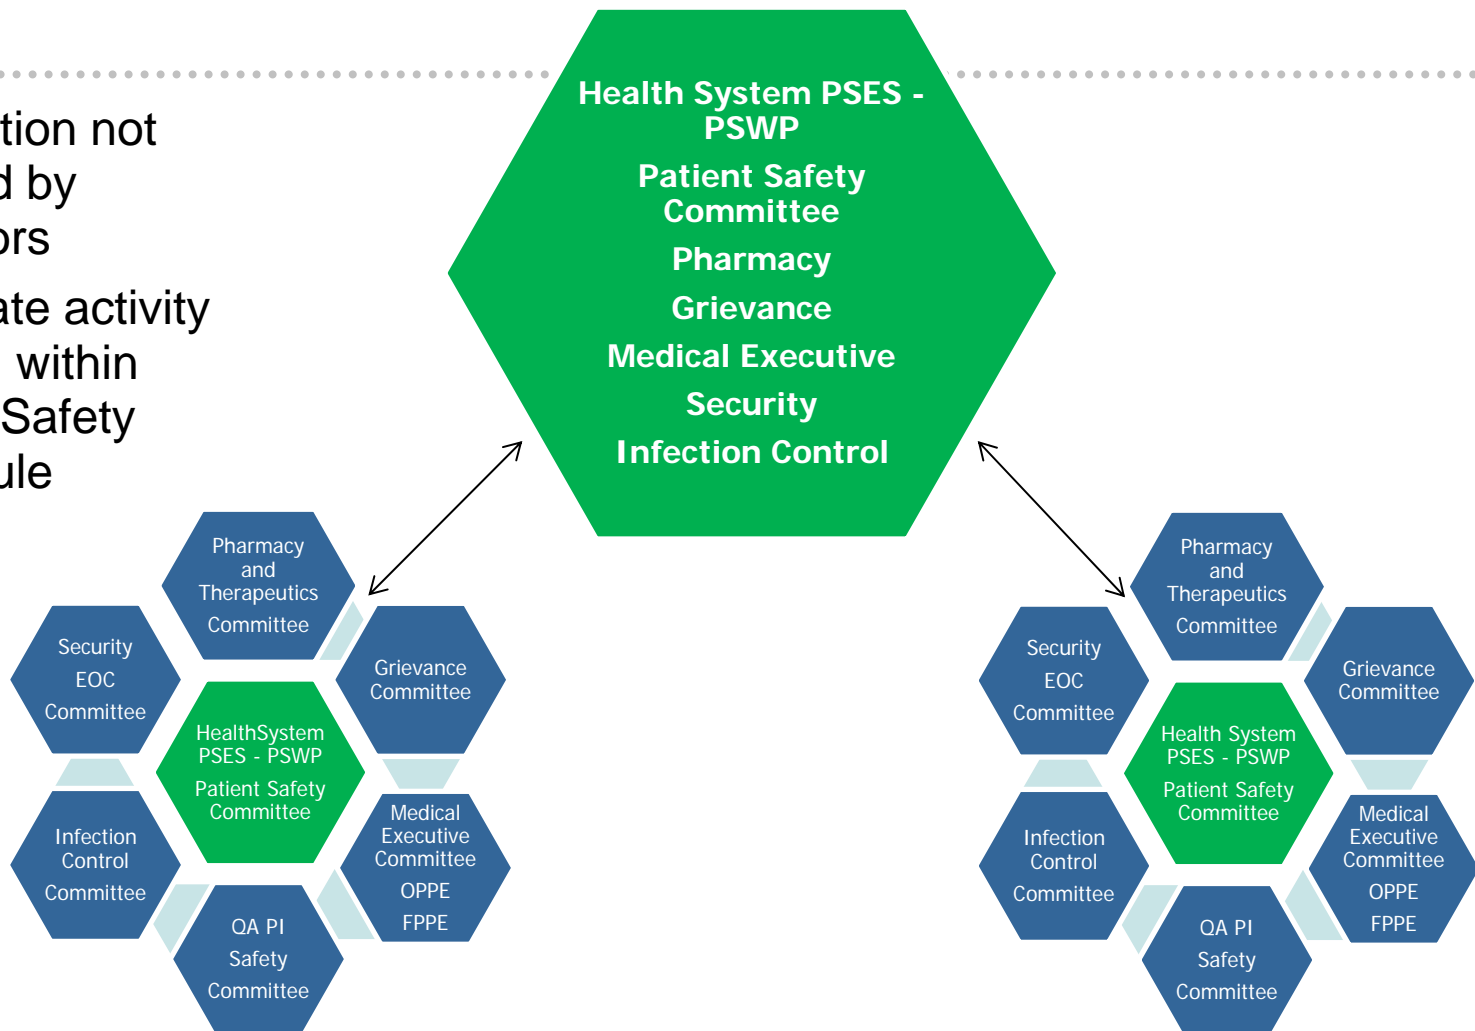 tion not
d by
ors
ate activity
within
Safety
ule
Health System PSES -
PSWP
Patient Safety
Committee
Pharmacy
Grievance
Medical Executive
Security
Infection Control
Pharmacy
and
Therapeutics
Committee
Security
EOC
Committee
Grievance
Committee
HealthSystem
PSES - PSWP
Patient Safety
Committee
Infection
Control
Committee
Medical
Executive
Committee
OPPE
FPPE
QA PI
Safety
Committee
Pharmacy
and
Therapeutics
Committee
Security
EOC
Committee
Grievance
Committee
Health System
PSES - PSWP
Patient Safety
Committee
Infection
Control
Committee
Medical
Executive
Committee
OPPE
FPPE
QA PI
Safety
Committee